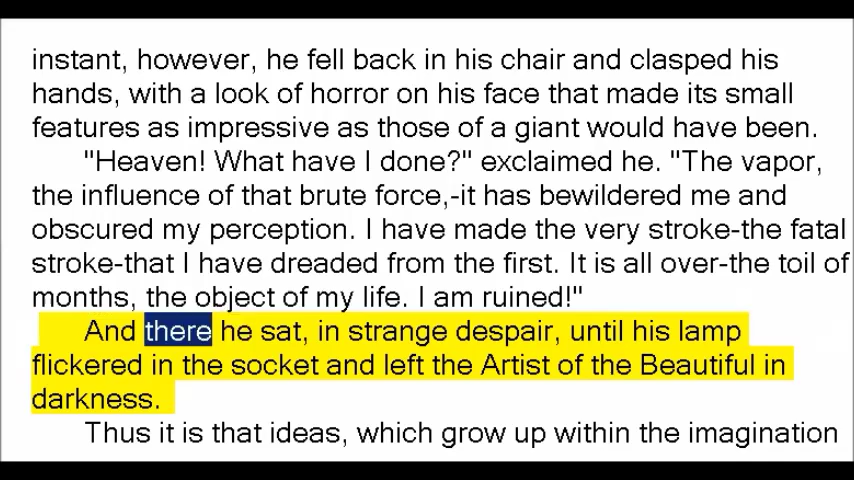 instant, however, he fell back in his chair and clasped his
hands, with a look of horror on his face that made its small
features as impressive as those of a giant would have been.
"Heaven! What have I done?" exclaimed he. "The vapor,
the influence of that brute force,-it has bewildered me and
obscured my perception. I have made the very stroke-the fatal
stroke-that I have dreaded from the first. It is all over-the toil of
months, the object of my life. I am ruined!"
And there he sat, in strange despair, until his lamp
flickered in the socket and left the Artist of the Beautiful in
darkness.
Thus it is that ideas, which grow up within the imagination